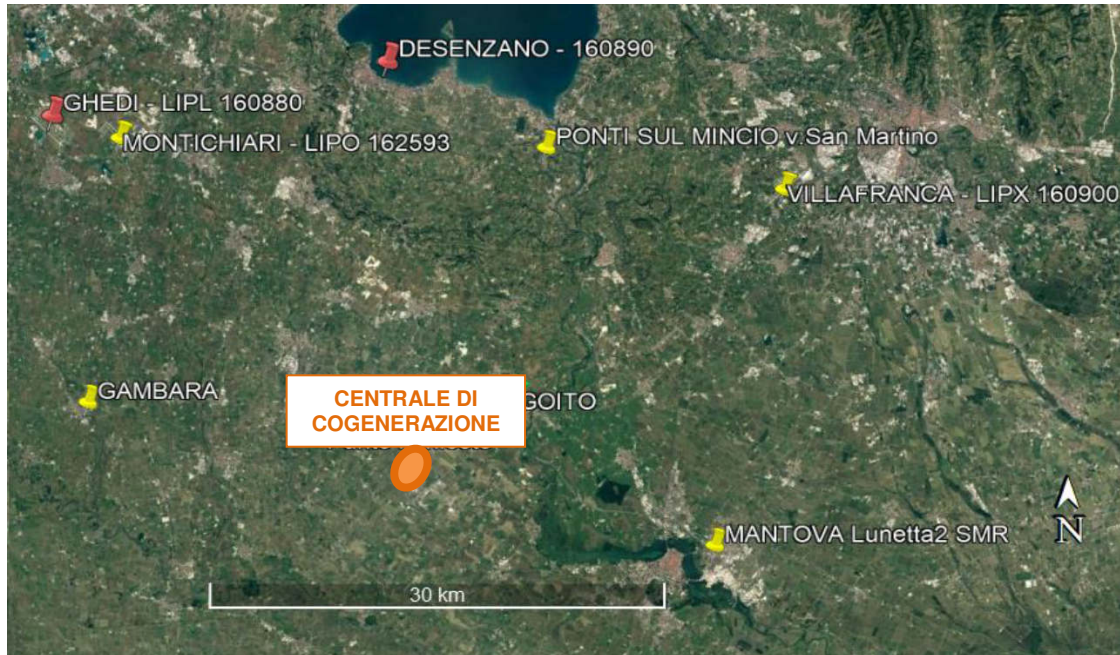 DESENZANO - 160890
GHEDI - LIPL 160880
MONTICHIARI - LIPO 162593
PONTI SUL MINCIO v.San Martino
VILLAFRANCA - LIPX 160900
GAMBARA
CENTRALE DI
COGENERAZIONE
GOITO
MANTOVA Lunetta2 SMR
N
30 km